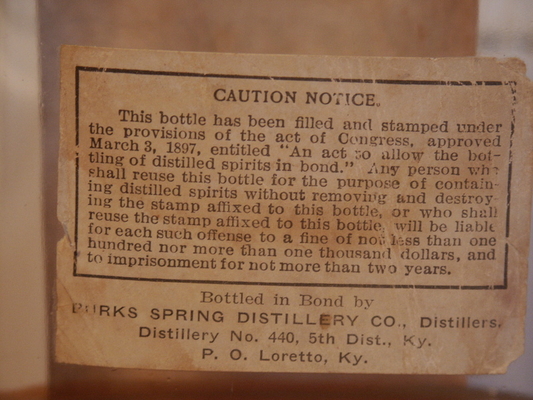 CAUTION NOTICE.
This bottle has been filled and stamped under
the provisions of the act of Congress, approved
March 3, 1897, entitled "An act to allow the bot-
tling of distilled spirits in bond." Any person who
shall reuse this bottle for the purpose of contain-
ing distilled spirits without removing and destroy-
ing the stamp affixed to this bottle, or who shall
reuse the stamp affixed to this bottle, will be liable
for each such offense to a fine of not less than one
hundred nor more than one thousand dollars, and
to imprisonment for not more than two years.
Bottled in Bond by
BURKS SPRING DISTILLERY CO., Distillers,
Distillery No. 440, 5th Dist., Ky.
P. O. Loretto, Ky.